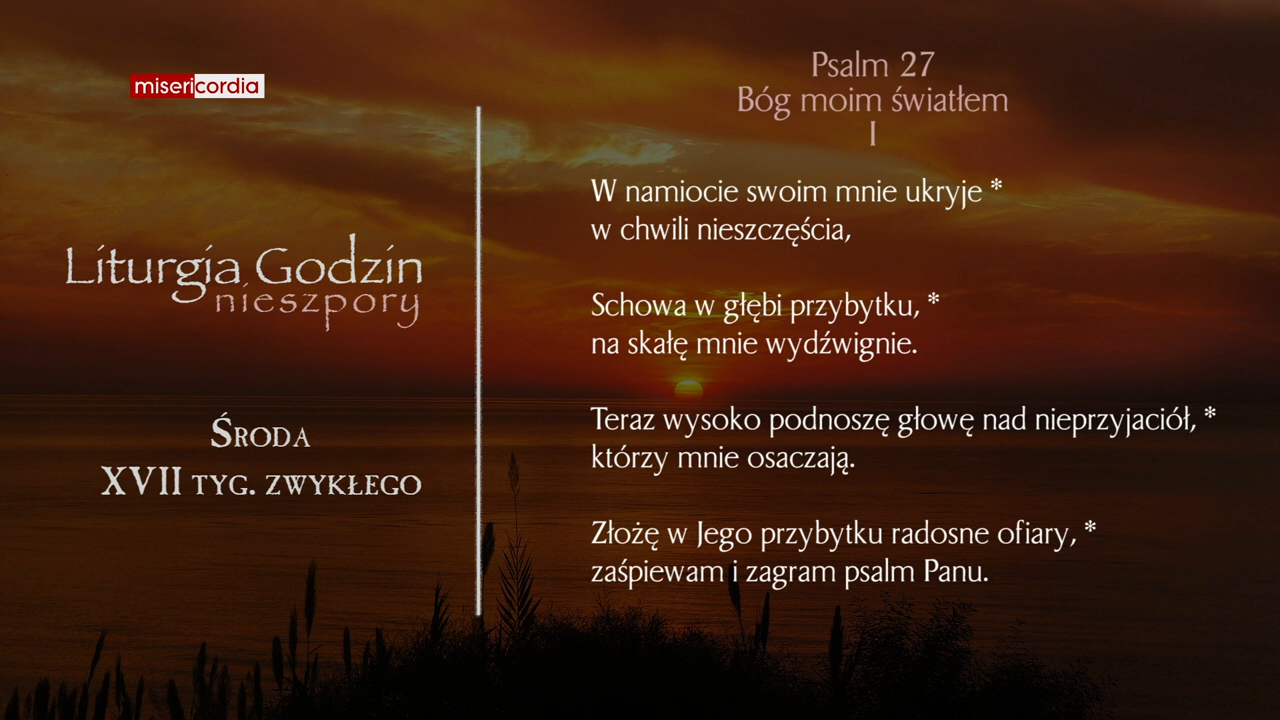 misericordia
Liturgia Godzin
nieszpory
Środa
XVII tyg. zwykłego
Psalm 27
Bóg moim światłem
I
W namiocie swoim mnie ukryje *
w chwili nieszczęścia,
Schowa w głębi przybytku, *
na skałę mnie wydźwignie.
Teraz wysoko podnoszę głowę nad nieprzyjaciół, *
którzy mnie osaczają.
Złożę w Jego przybytku radosne ofiary, *
zaśpiewam i zagram psalm Panu.